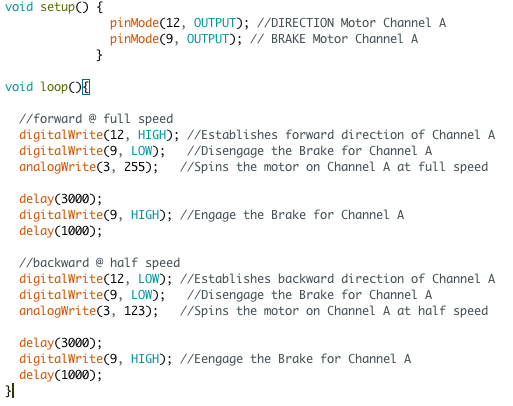 void setup() {
pinMode(12, OUTPUT); //DIRECTION Motor Channel A
pinMode(9, OUTPUT); // BRAKE Motor Channel A
}
void loop(){
//forward @ full speed
digitalWrite(12, HIGH); //Establishes forward direction of Channel A
digitalWrite(9, LOW);   //Disengage the Brake for Channel A
analogWrite(3, 255);   //Spins the motor on Channel A at full speed
delay(3000);
digitalWrite(9, HIGH); //Engage the Brake for Channel A
delay(1000);
//backward @ half speed
digitalWrite(12, LOW); //Establishes backward direction of Channel A
digitalWrite(9, LOW);   //Disengage the Brake for Channel A
analogWrite(3, 123);   //Spins the motor on Channel A at half speed
delay(3000);
digitalWrite(9, HIGH); //Eengage the Brake for Channel A
delay(1000);
}